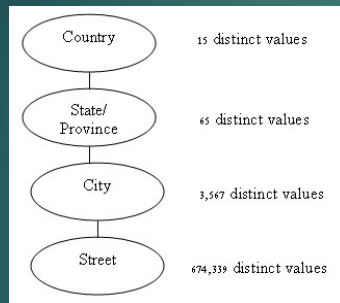 Country
15 distinct values
State/
Province
65 distinct values
City
3,567 distinct values
Street
674,339 distinct values